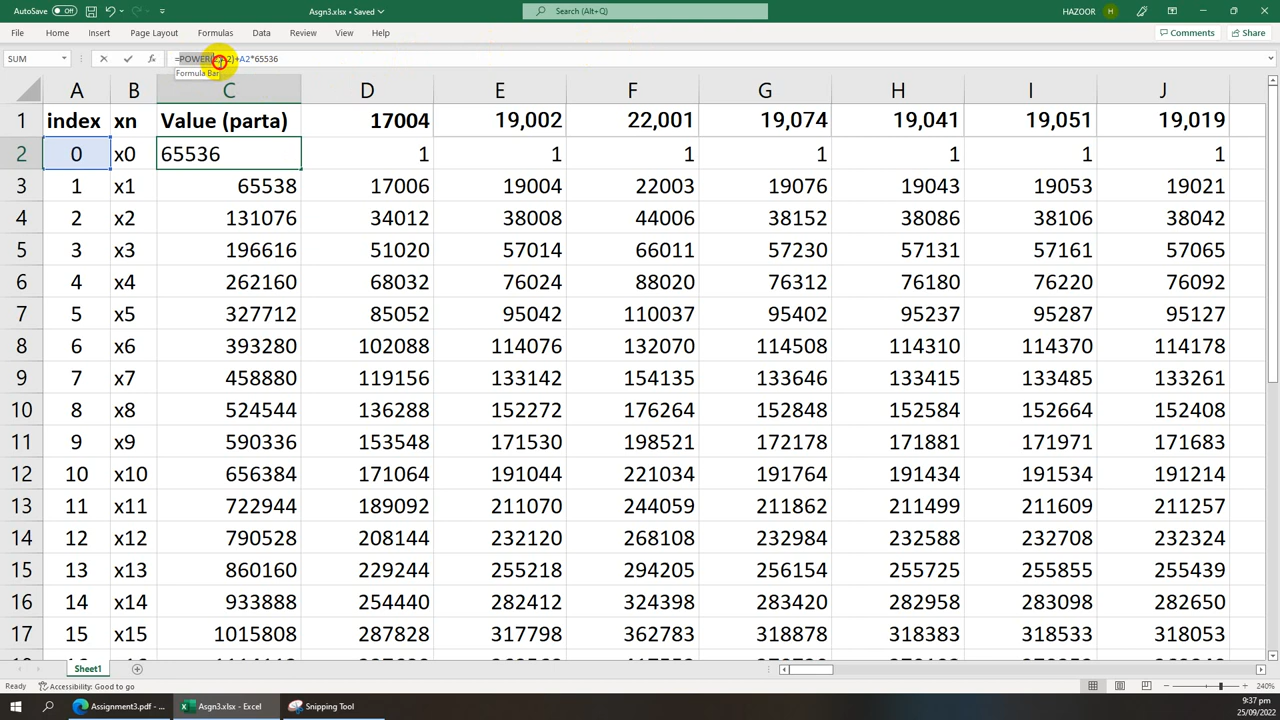 AutoSave Off Asgn3.xlsx • Saved Search (Alt+Q) HAZOOR H
File Home Insert Page Layout Formulas Data Review View Help Comments Share
SUM fx +A2*65536
Formula Bar
A B C D E F G H I J
1 index xn Value (parta) 17004 19,002 22,001 19,074 19,041 19,051 19,019
2 0 x0 65536 1 1 1 1 1 1 1
3 1 x1 65538 17006 19004 22003 19076 19043 19053 19021
4 2 x2 131076 34012 38008 44006 38152 38086 38106 38042
5 3 x3 196616 51020 57014 66011 57230 57131 57161 57065
6 4 x4 262160 68032 76024 88020 76312 76180 76220 76092
7 5 x5 327712 85052 95042 110037 95402 95237 95287 95127
8 6 x6 393280 102088 114076 132070 114508 114310 114370 114178
9 7 x7 458880 119156 133142 154135 133646 133415 133485 133261
10 8 x8 524544 136288 152272 176264 152848 152584 152664 152408
11 9 x9 590336 153548 171530 198521 172178 171881 171971 171683
12 10 x10 656384 171064 191044 221034 191764 191434 191534 191214
13 11 x11 722944 189092 211070 244059 211862 211499 211609 211257
14 12 x12 790528 208144 232120 268108 232984 232588 232708 232324
15 13 x13 860160 229244 255218 294205 256154 255725 255855 255439
16 14 x14 933888 254440 282412 324398 283420 282958 283098 282650
17 15 x15 1015808 287828 317798 362783 318878 318383 318533 318053
Sheet1
Ready Accessibility: Good to go 240%
Assignment3.pdf - ... Asgn3.xlsx - Excel Snipping Tool 9:37 pm
25/09/2022